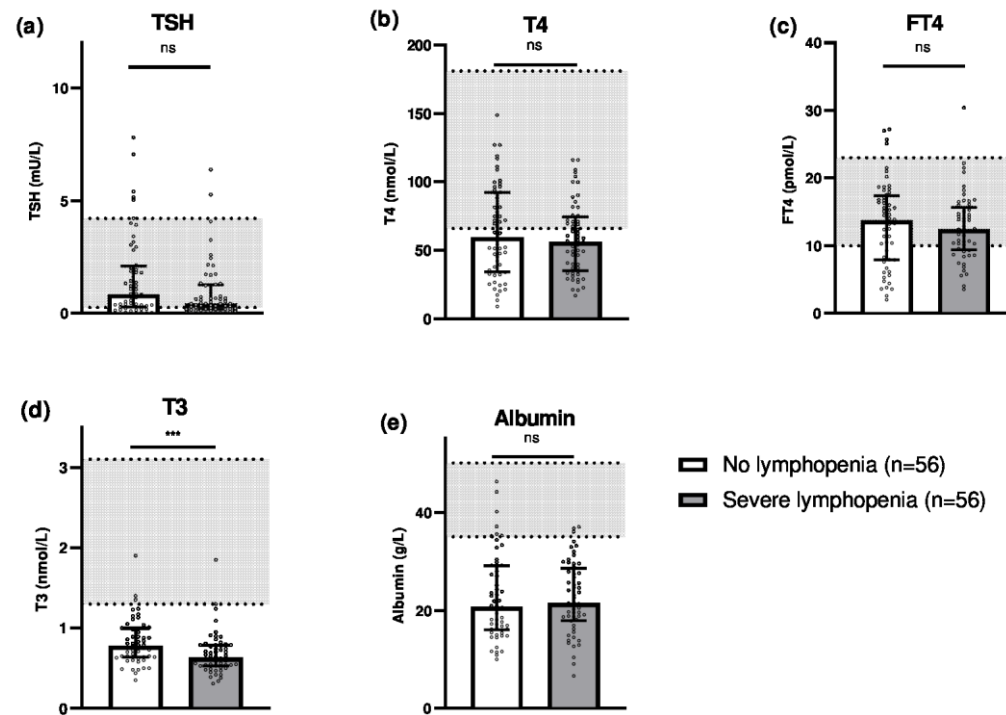 (a)
TSH
ns
TSH (mU/L)
10
5
0
(b)
T4
ns
T4 (nmol/L)
200
150
100
50
0
(c)
FT4
ns
FT4 (pmol/L)
40
30
20
10
0
(d)
T3
***
T3 (nmol/L)
3
2
1
0
(e)
Albumin
ns
Albumin (g/L)
40
20
0
No lymphopenia (n=56)
Severe lymphopenia (n=56)